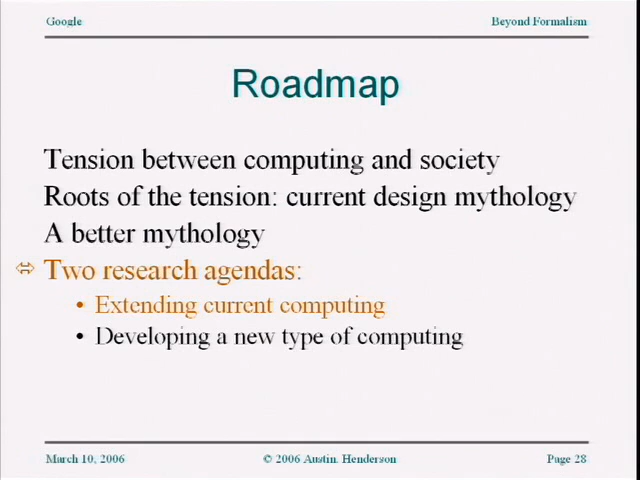 Google
Beyond Formalism
Roadmap
Tension between computing and society
Roots of the tension: current design mythology
A better mythology
⇔ Two research agendas:
• Extending current computing
• Developing a new type of computing
March 10, 2006
© 2006 Austin. Henderson
Page 28